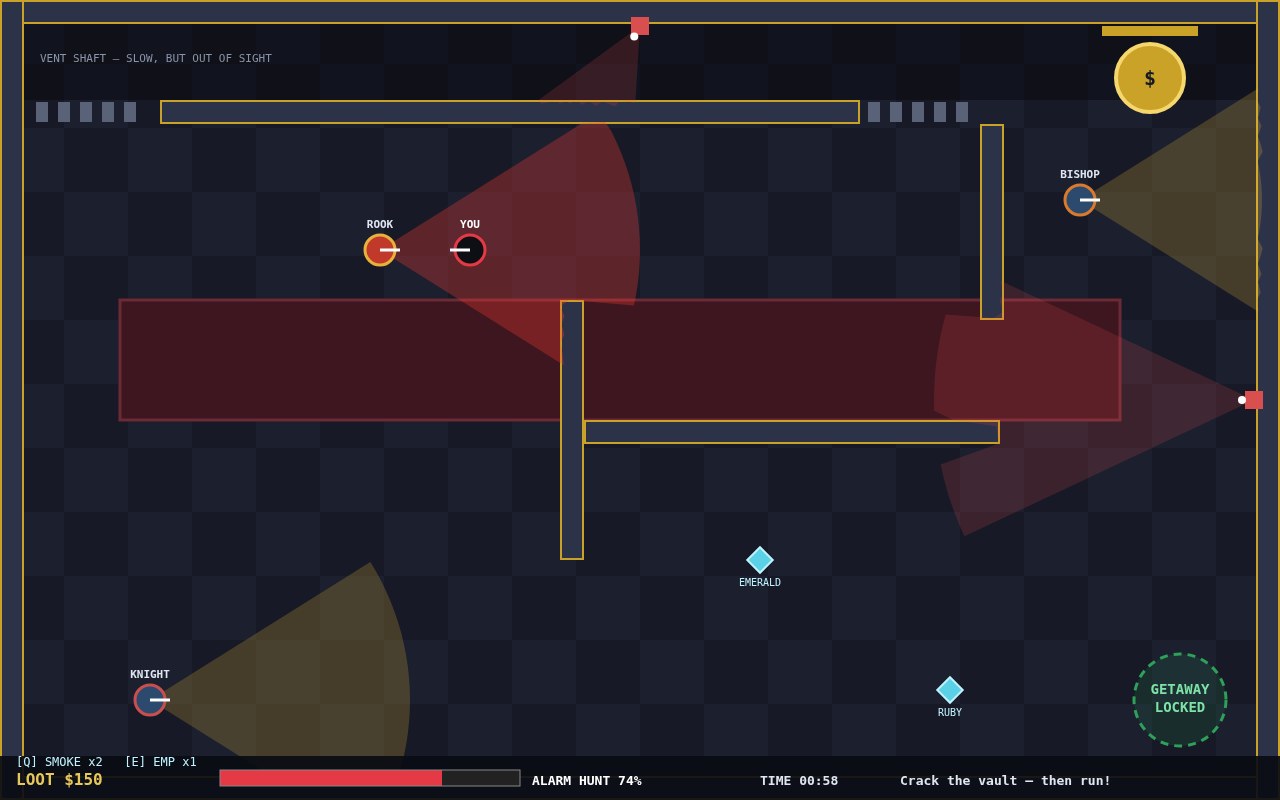 VENT SHAFT — SLOW, BUT OUT OF SIGHT
$
BISHOP
ROOK
YOU
EMERALD
KNIGHT
RUBY
GETAWAY
LOCKED
[Q] SMOKE x2 [E] EMP x1
LOOT $150
ALARM HUNT 74%
TIME 00:58
Crack the vault — then run!